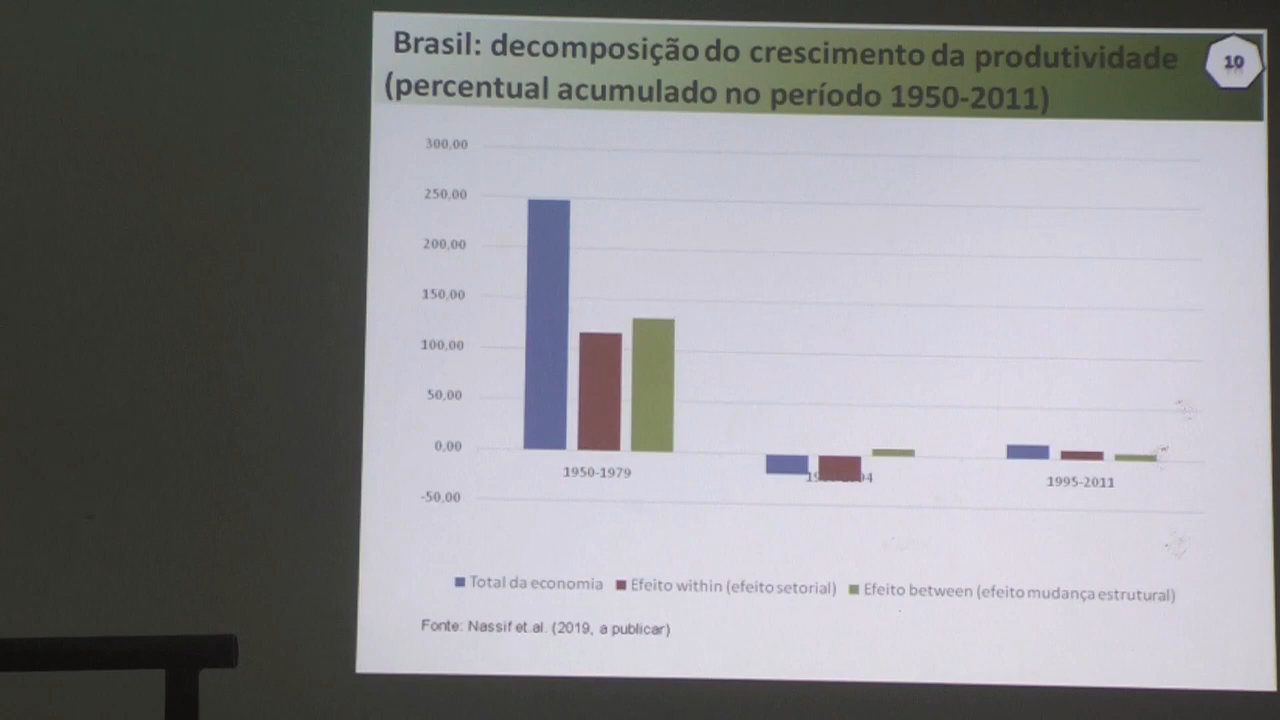 Brasil: decomposição do crescimento da produtividade
(percentual acumulado no período 1950-2011)
10
300,00
250,00
200,00
150,00
100,00
50,00
0,00
-50,00
1950-1979
1995-2011
Total da economia
Efeito within (efeito setorial)
Efeito between (efeito mudança estrutural)
Fonte: Nassif et.al. (2019, a publicar)